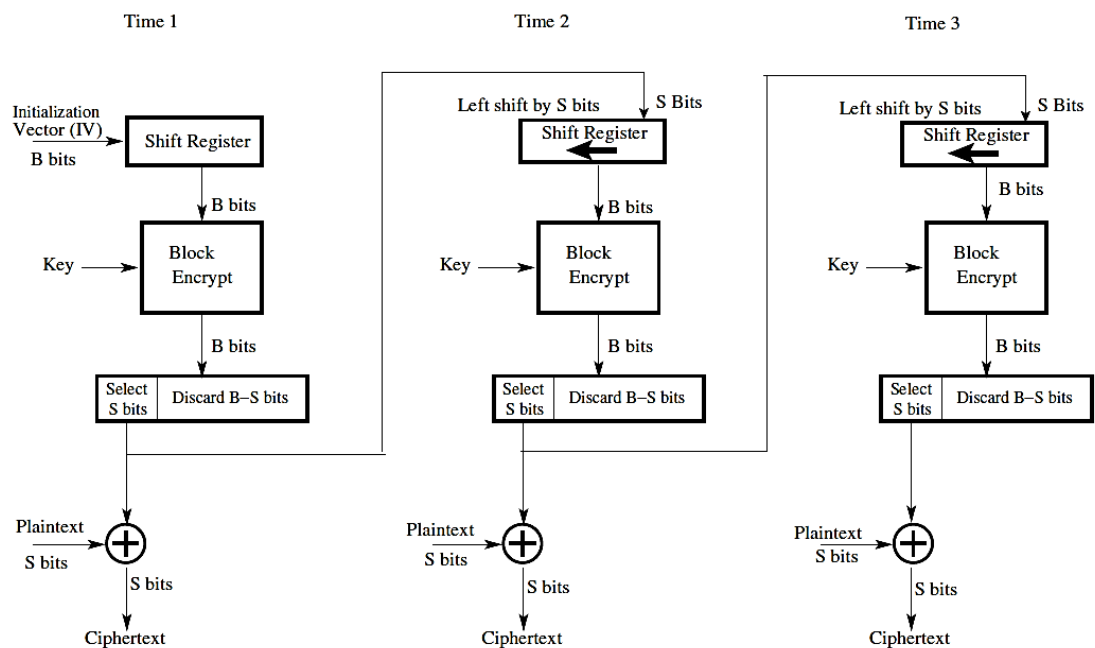 Time 1
Time 2
Time 3
Initialization
Vector (IV)
B bits
Shift Register
B bits
Key
Block
Encrypt
B bits
Select
S bits
Discard B−S bits
Plaintext
S bits
S bits
Ciphertext
Left shift by S bits
S Bits
Shift Register
B bits
Key
Block
Encrypt
B bits
Select
S bits
Discard B−S bits
Plaintext
S bits
S bits
Ciphertext
Left shift by S bits
S Bits
Shift Register
B bits
Key
Block
Encrypt
B bits
Select
S bits
Discard B−S bits
Plaintext
S bits
S bits
Ciphertext